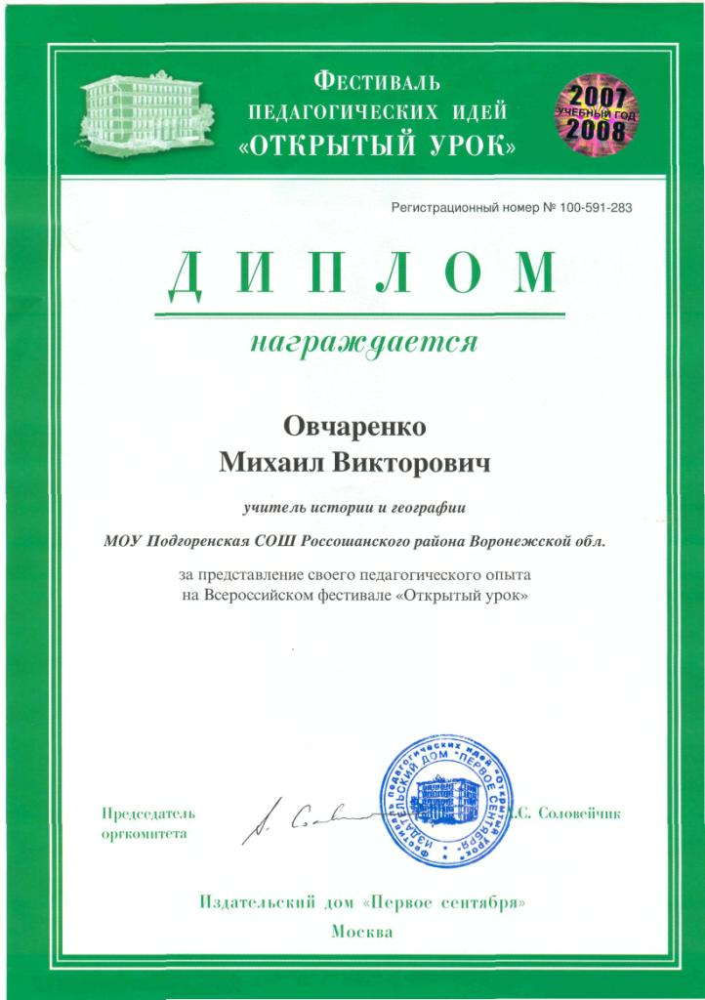 Фестиваль
педагогических идей
«ОТКРЫТЫЙ УРОК»
2007
УЧЕБНЫЙ ГОД
2008
Регистрационный номер № 100-591-283
ДИПЛОМ
награждается
Овчаренко
Михаил Викторович
учитель истории и географии
МОУ Подгоренская СОШ Россошанского района Воронежской обл.
за представление своего педагогического опыта
на Всероссийском фестивале «Открытый урок»
Председатель
оргкомитета
С. Соловейчик
Фестиваль педагогических идей "Открытый урок"
ИЗДАТЕЛЬСКИЙ ДОМ "ПЕРВОЕ СЕНТЯБРЯ"
Издательский дом «Первое сентября»
Москва